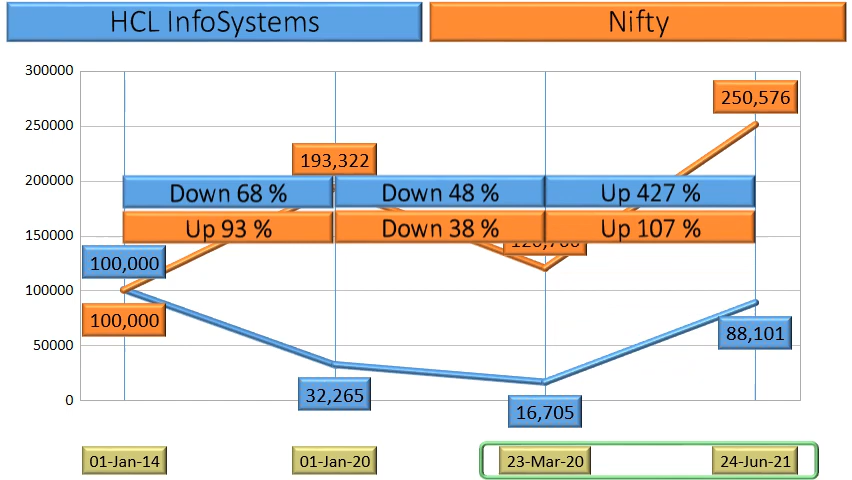 HCL InfoSystems
Nifty
300000
250,576
250000
193,322
200000
Down 68 %
Down 48 %
Up 427 %
Up 93 %
Down 38 %
Up 107 %
150000
100,000
100000
100,000
88,101
50000
32,265
16,705
0
01-Jan-14
01-Jan-20
23-Mar-20
24-Jun-21